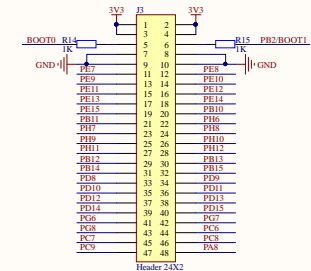 3V3 J3 3V3
1 2
3 4
BOOT0 R14 5 6 R15 PB2/BOOT1
1K 7 8 1K
GND 9 10 GND
PE7 11 12 PE8
PE9 13 14 PE10
PE11 15 16 PE12
PE13 17 18 PE14
PE15 19 20 PB10
PB11 21 22 PH6
PH7 23 24 PH8
PH9 25 26 PH10
PH11 27 28 PH12
PB12 29 30 PB13
PB14 31 32 PB15
PD8 33 34 PD9
PD10 35 36 PD11
PD12 37 38 PD13
PD14 39 40 PD15
PG6 41 42 PG7
PG8 43 44 PC6
PC7 45 46 PC8
PC9 47 48 PA8
Header 24X2